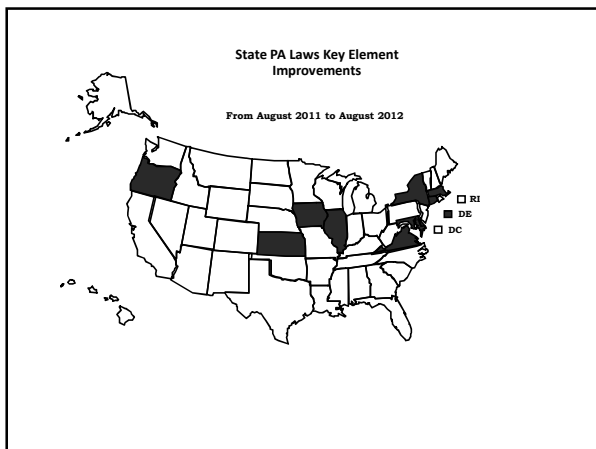 State PA Laws Key Element
Improvements
From August 2011 to August 2012
RI
DE
DC